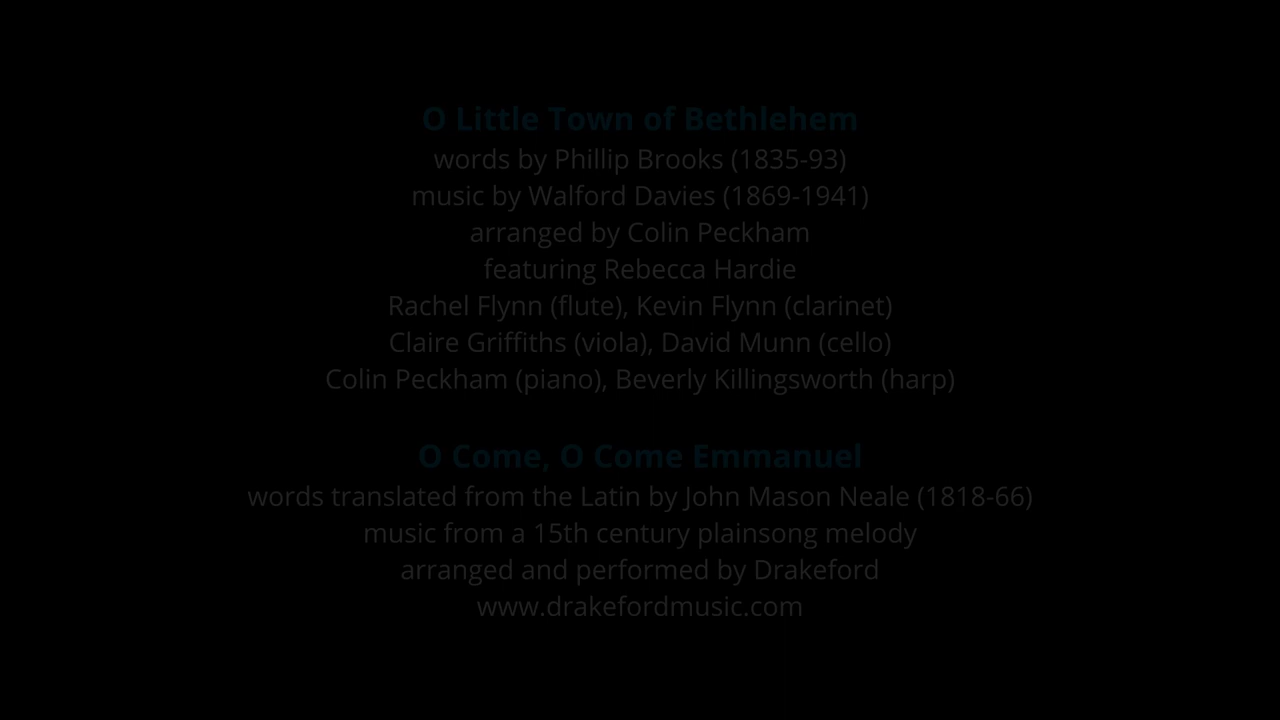 O Little Town of Bethlehem
words by Phillip Brooks (1835-93)
music by Walford Davies (1869-1941)
arranged by Colin Peckham
featuring Rebecca Hardie
Rachel Flynn (flute), Kevin Flynn (clarinet)
Claire Griffiths (viola), David Munn (cello)
Colin Peckham (piano), Beverly Killingsworth (harp)
O Come, O Come Emmanuel
words translated from the Latin by John Mason Neale (1818-66)
music from a 15th century plainsong melody
arranged and performed by Drakeford
www.drakefordmusic.com